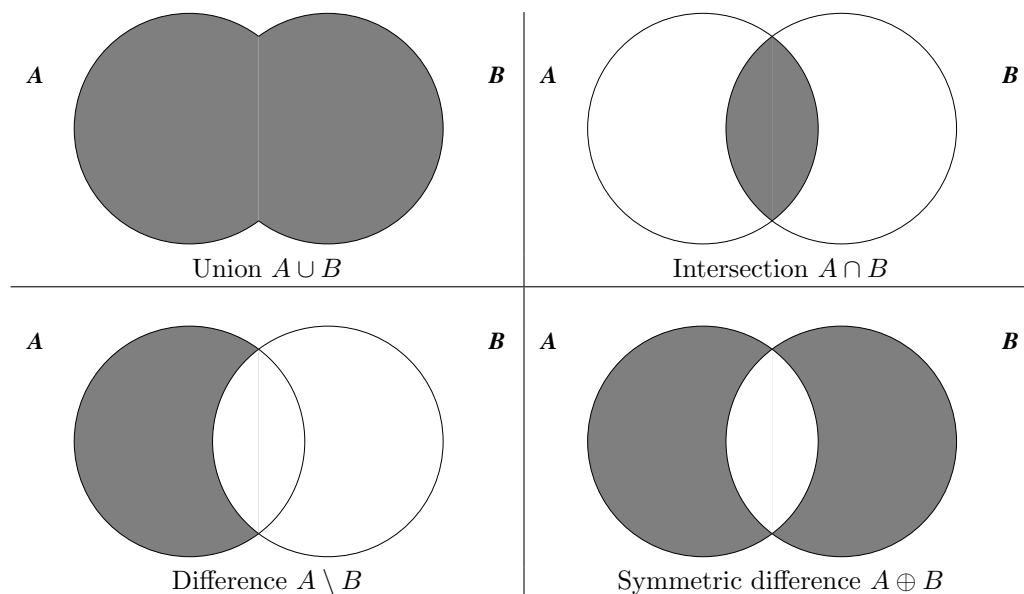 A B
Union A ∪ B
A B
Intersection A ∩ B
A B
Difference A \ B
A B
Symmetric difference A ⊕ B